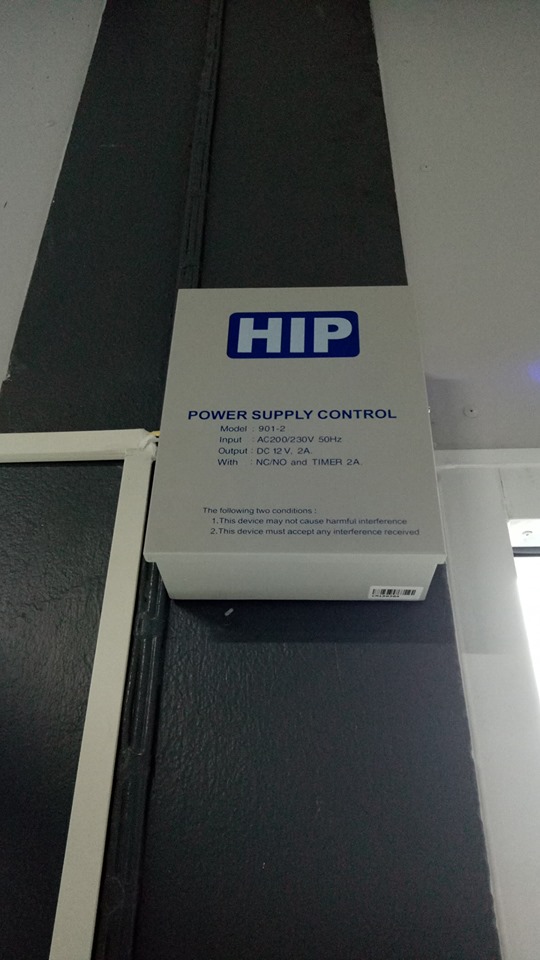 HIP
POWER SUPPLY CONTROL
Model : 901-2
Input : AC200/230V 50Hz
Output : DC 12 V, 2A.
With : NC/NO and TIMER 2A.
The following two conditions :
1.This device may not cause harmful interference
2.This device must accept any interference received